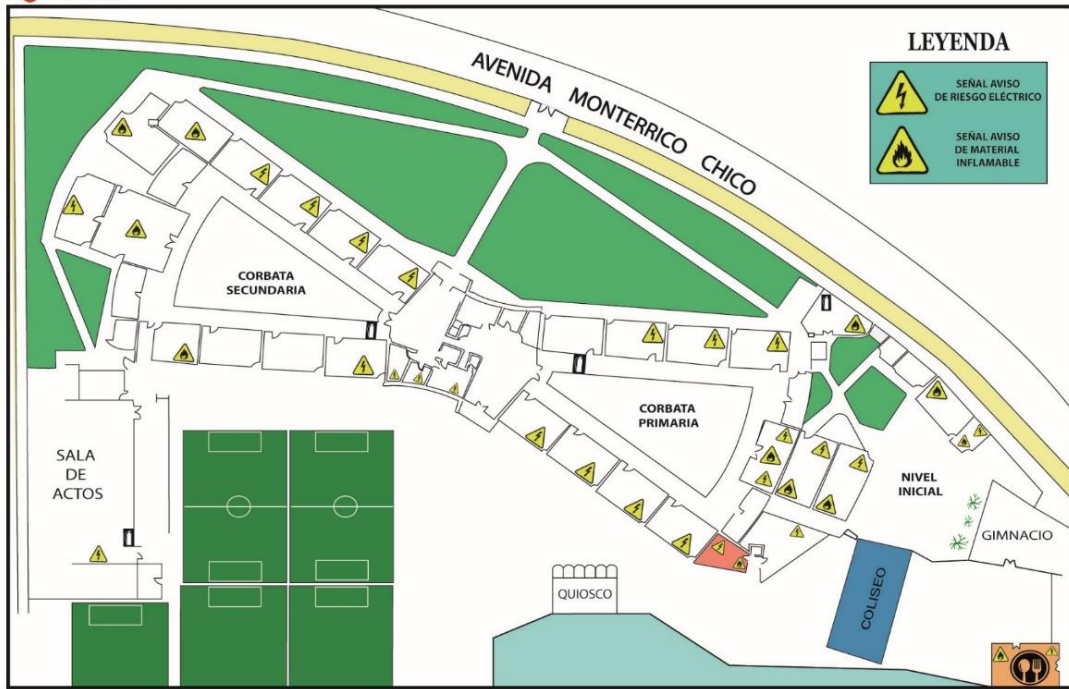 LEYENDA
SEÑAL AVISO
DE RIESGO ELÉCTRICO
SEÑAL AVISO
DE MATERIAL
INFLAMABLE
AVENIDA MONTERRICO CHICO
CORBATA
SECUNDARIA
CORBATA
PRIMARIA
SALA
DE
ACTOS
NIVEL
INICIAL
GIMNACIO
COLISEO
QUIOSCO